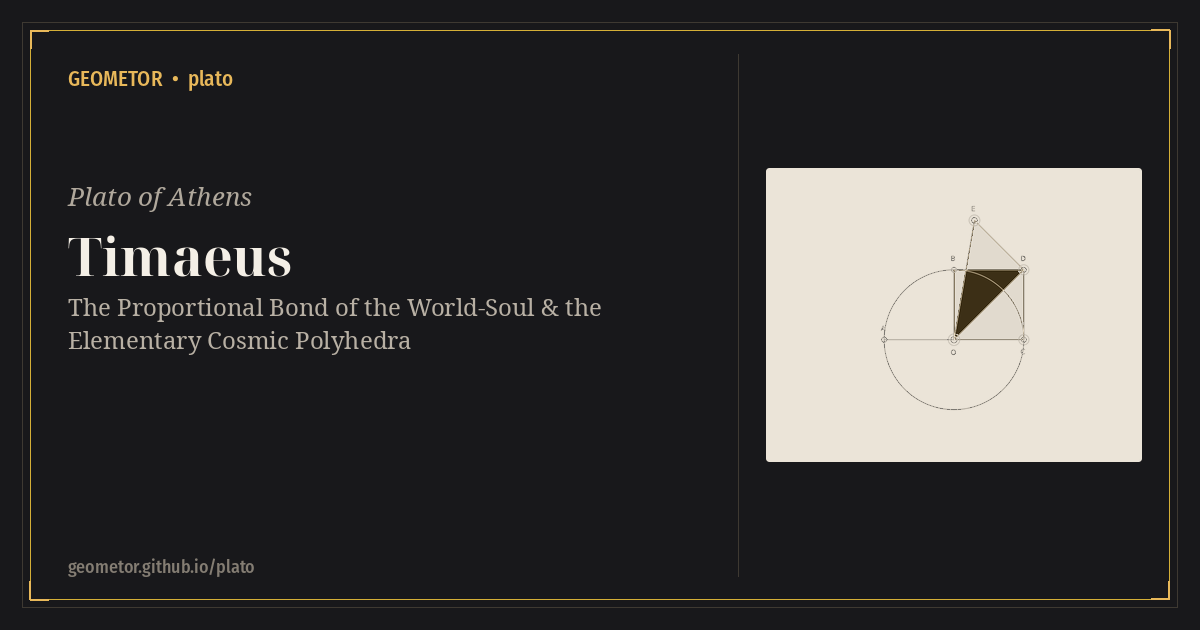 GEOMETOR • plato
Plato of Athens
Timaeus
The Proportional Bond of the World-Soul & the
Elementary Cosmic Polyhedra
E
B
D
A
O
C
geometor.github.io/plato